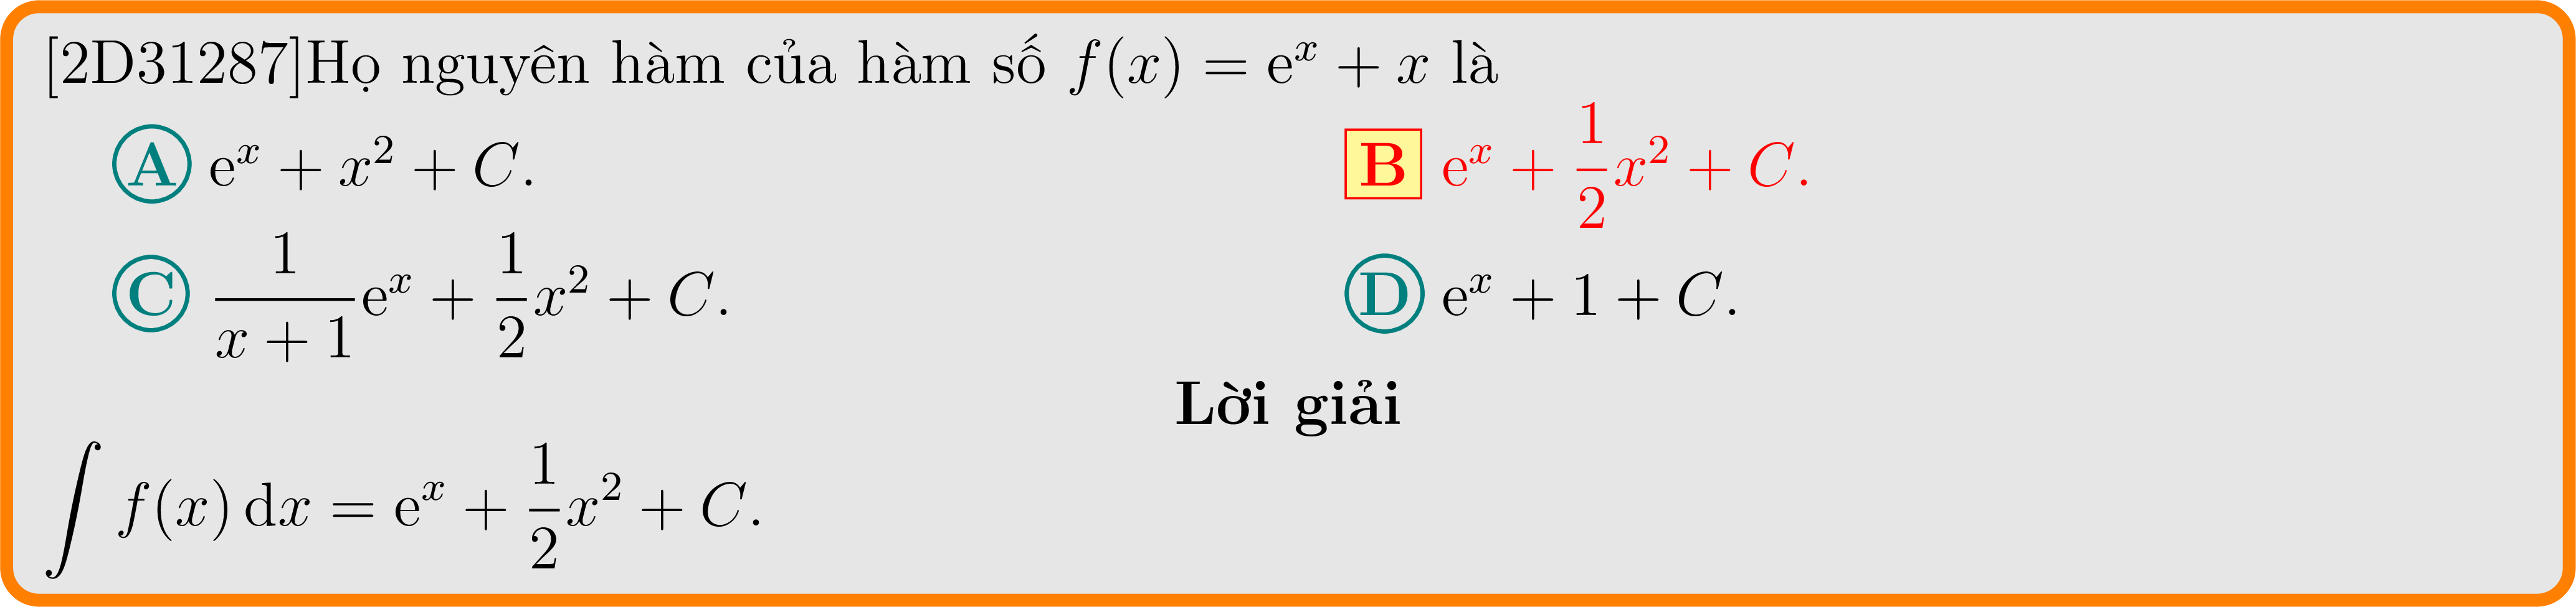 [2D31287]Họ nguyên hàm của hàm số f(x) = e^x + x là
A e^x + x^2 + C. B e^x + \frac{1}{2}x^2 + C.
C \frac{1}{x + 1}e^x + \frac{1}{2}x^2 + C. D e^x + 1 + C.
Lời giải
∫ f(x) dx = e^x + \frac{1}{2}x^2 + C.